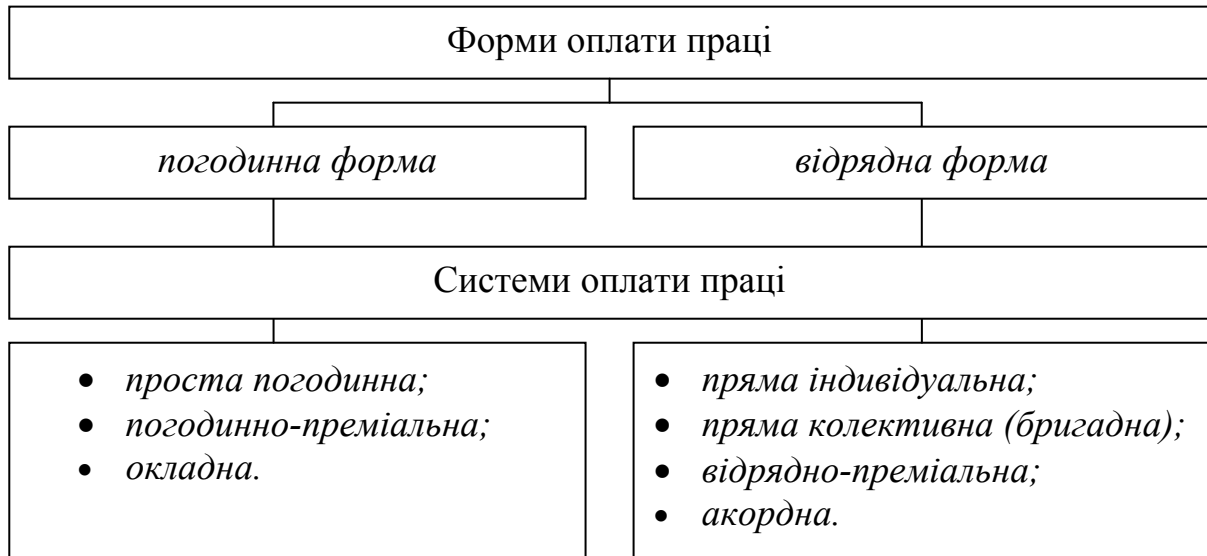 Форми оплати праці
погодинна форма
відрядна форма
Системи оплати праці
• проста погодинна;
• погодинно-преміальна;
• окладна.
• пряма індивідуальна;
• пряма колективна (бригадна);
• відрядно-преміальна;
• акордна.